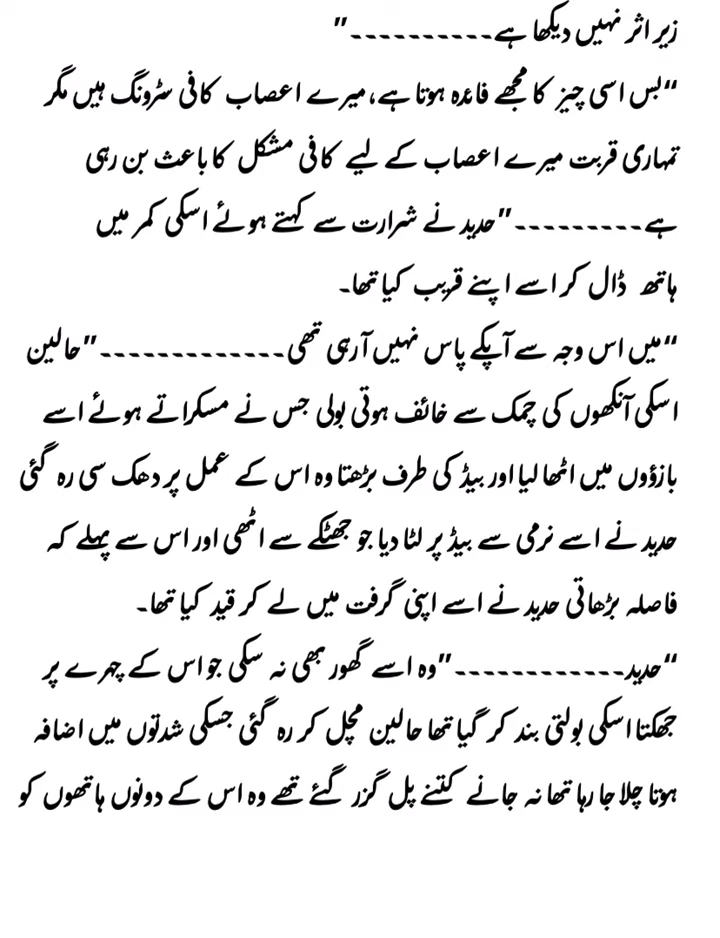 زیر اثر نہیں دیکھا ہے----------"
"بس اسی چیز کا مجھے فائدہ ہوتا ہے،میرے اعصاب کافی سٹرونگ ہیں مگر
تمہاری قربت میرے اعصاب کے لیے کافی مشکل کا باعث بن رہی
ہے---------"حدید نے شرارت سے کہتے ہوئے اسکی کمر میں
ہاتھ ڈال کر اسے اپنے قریب کیا تھا۔
"میں اس وجہ سے آپکے پاس نہیں آ رہی تھی-------------"حالین
اسکی آنکھوں کی چمک سے خائف ہوتی بولی جس نے مسکراتے ہوئے اسے
بازؤوں میں اٹھا لیا اور بیڈ کی طرف بڑھتا وہ اس کے عمل پر دھک سی رہ گئی
حدید نے اسے نرمی سے بیڈ پر لٹا دیا جو جھٹکے سے اٹھی اور اس سے پہلے کہ
فاصلہ بڑھاتی حدید نے اسے اپنی گرفت میں لے کر قید کیا تھا۔
"حدید------------"وہ اسے گھور بھی نہ سکی جو اس کے چہرے پر
جھکتا اسکی بولتی بند کر گیا تھا حالین مچل کر رہ گئی جسکی شدتوں میں اضافہ
ہوتا چلا جا رہا تھا نہ جانے کتنے پل گزر گئے تھے وہ اس کے دونوں ہاتھوں کو